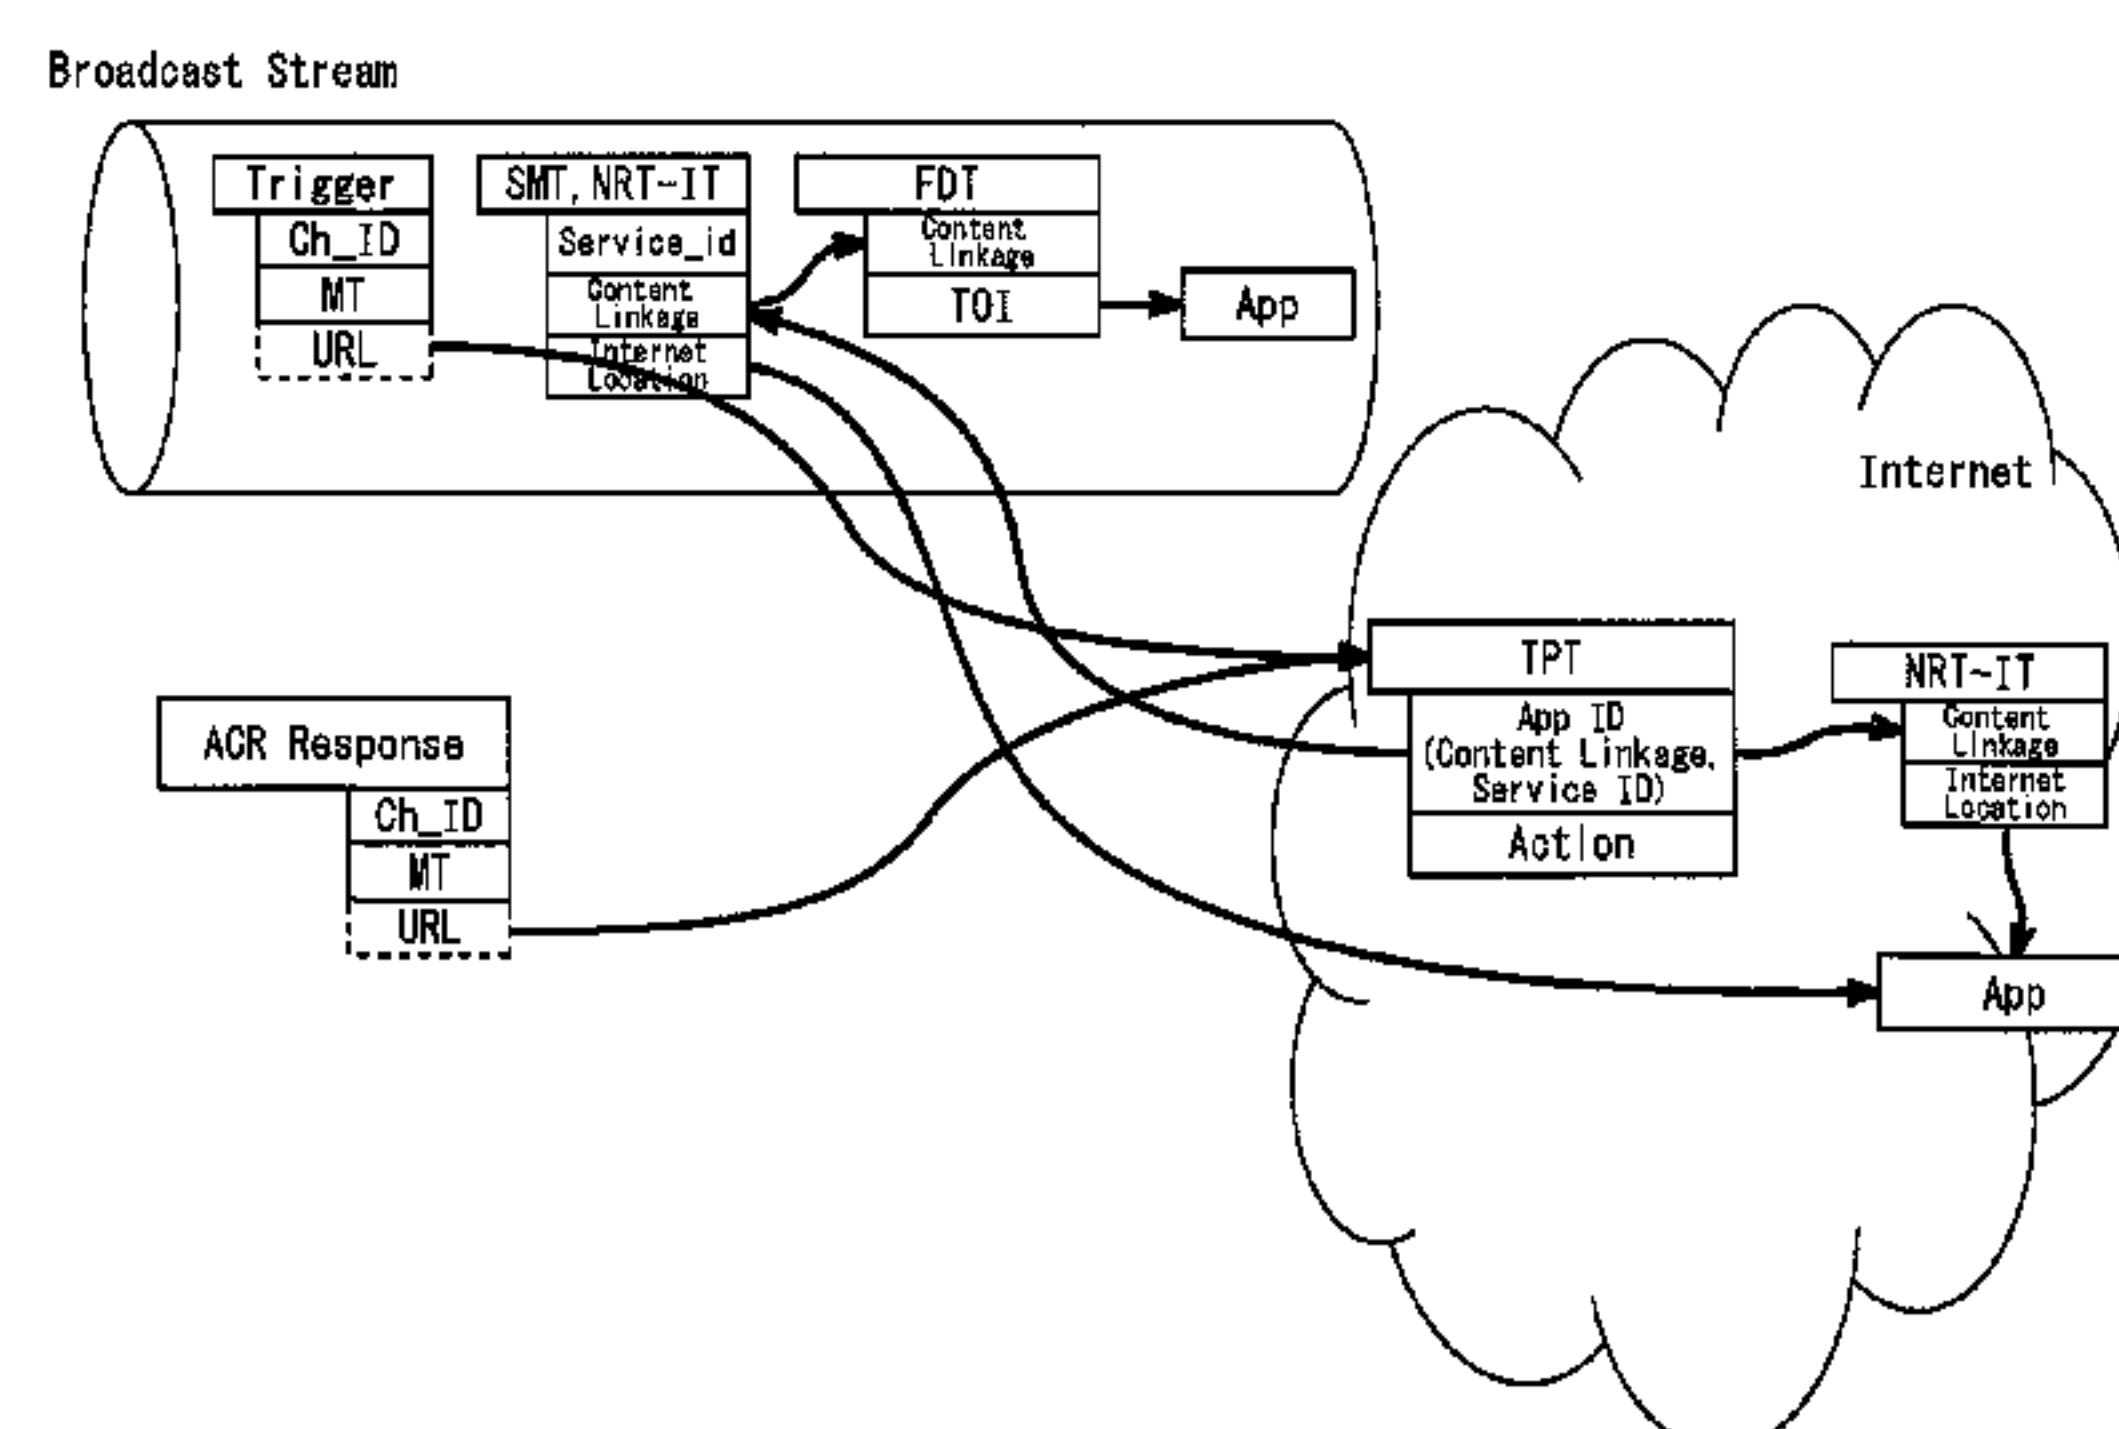 Broadcast Stream
Trigger
Ch_ID
MT
URL
SMT, NRT-IT
Service_id
Content
Linkage
Internet
Location
FDT
Content
Linkage
TOI
App
Internet
ACR Response
Ch_ID
MT
URL
TPT
App ID
(Content Linkage,
Service ID)
Action
NRT-IT
Content
Linkage
Internet
Location
App